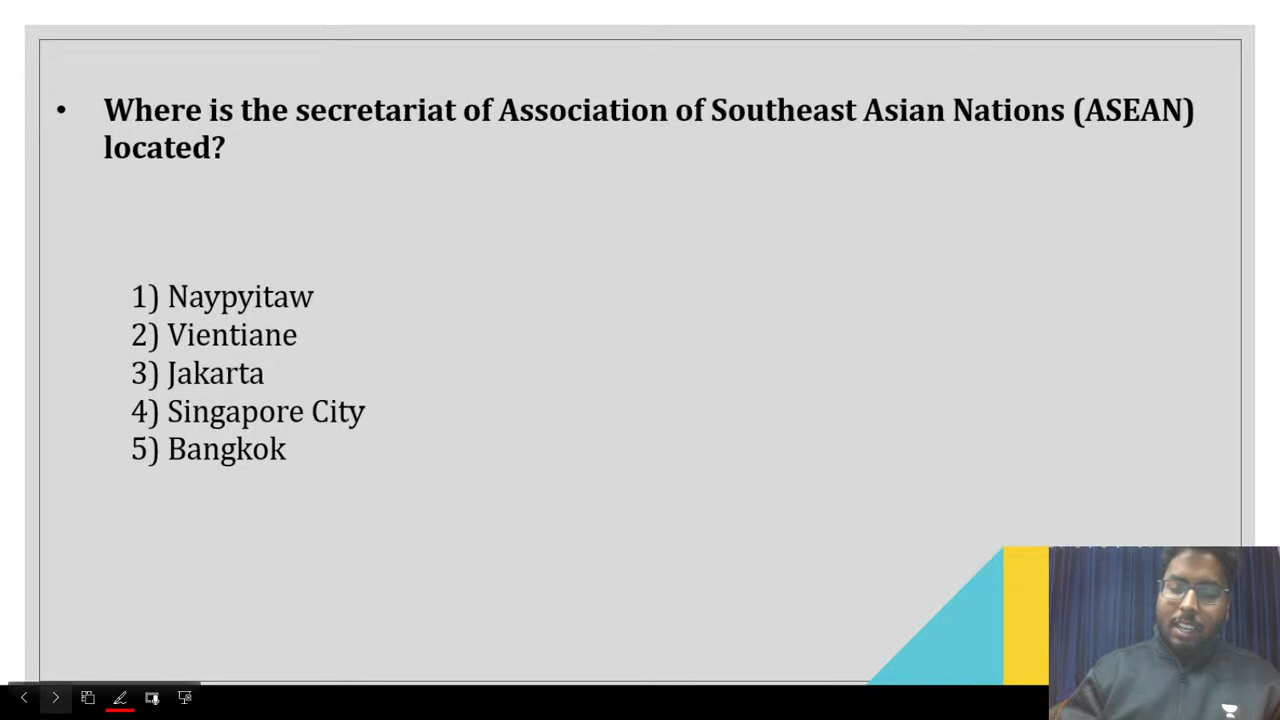 • Where is the secretariat of Association of Southeast Asian Nations (ASEAN)
located?
1) Naypyitaw
2) Vientiane
3) Jakarta
4) Singapore City
5) Bangkok